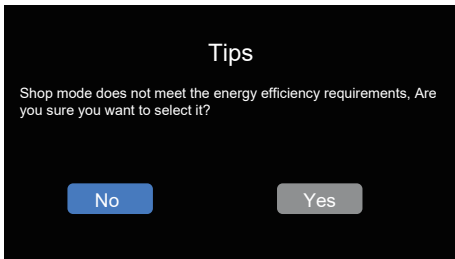 Tips
Shop mode does not meet the energy efficiency requirements, Are
you sure you want to select it?
No
Yes